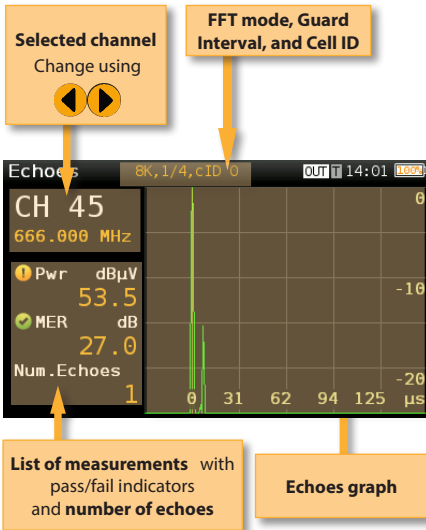 Selected channel
Change using
FFT mode, Guard
Interval, and Cell ID
Echoes 8K,1/4,cID 0 OUT T 14:01 100%
CH 45
666.000 MHz
Pwr dBµV
53.5
MER dB
27.0
Num.Echoes
1
0
-10
-20
0 31 62 94 125 µs
List of measurements with
pass/fail indicators
and number of echoes
Echoes graph